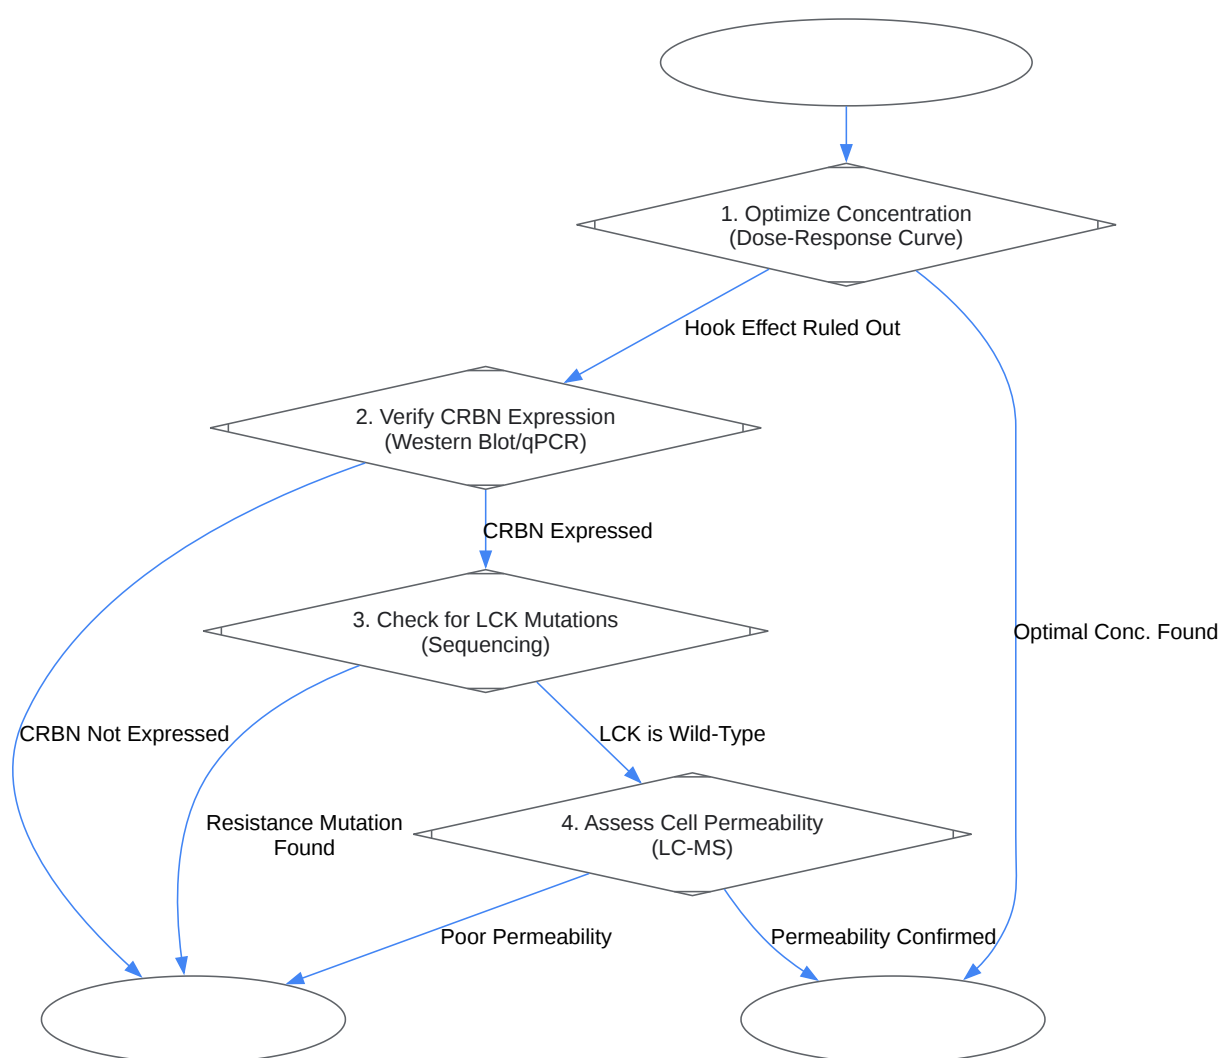 1. Optimize Concentration
(Dose-Response Curve)
Hook Effect Ruled Out
2. Verify CRBN Expression
(Western Blot/qPCR)
CRBN Expressed
3. Check for LCK Mutations
(Sequencing)
Optimal Conc. Found
CRBN Not Expressed
LCK is Wild-Type
Resistance Mutation
Found
4. Assess Cell Permeability
(LC-MS)
Poor Permeability
Permeability Confirmed